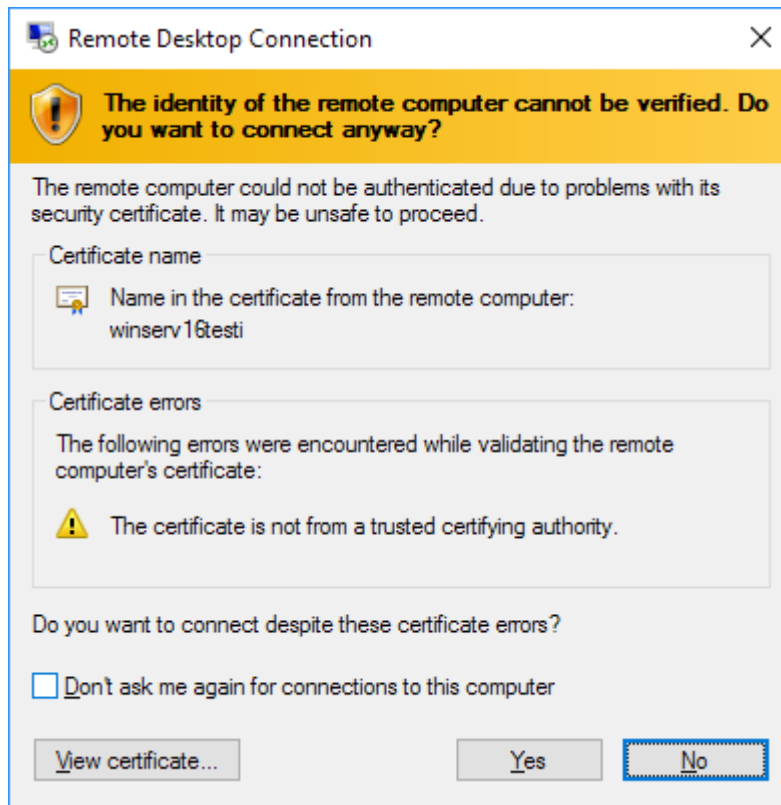 Remote Desktop Connection
The identity of the remote computer cannot be verified. Do
you want to connect anyway?
The remote computer could not be authenticated due to problems with its
security certificate. It may be unsafe to proceed.
Certificate name
Name in the certificate from the remote computer:
winserv16testi
Certificate errors
The following errors were encountered while validating the remote
computer's certificate:
The certificate is not from a trusted certifying authority.
Do you want to connect despite these certificate errors?
Don't ask me again for connections to this computer
View certificate... Yes No